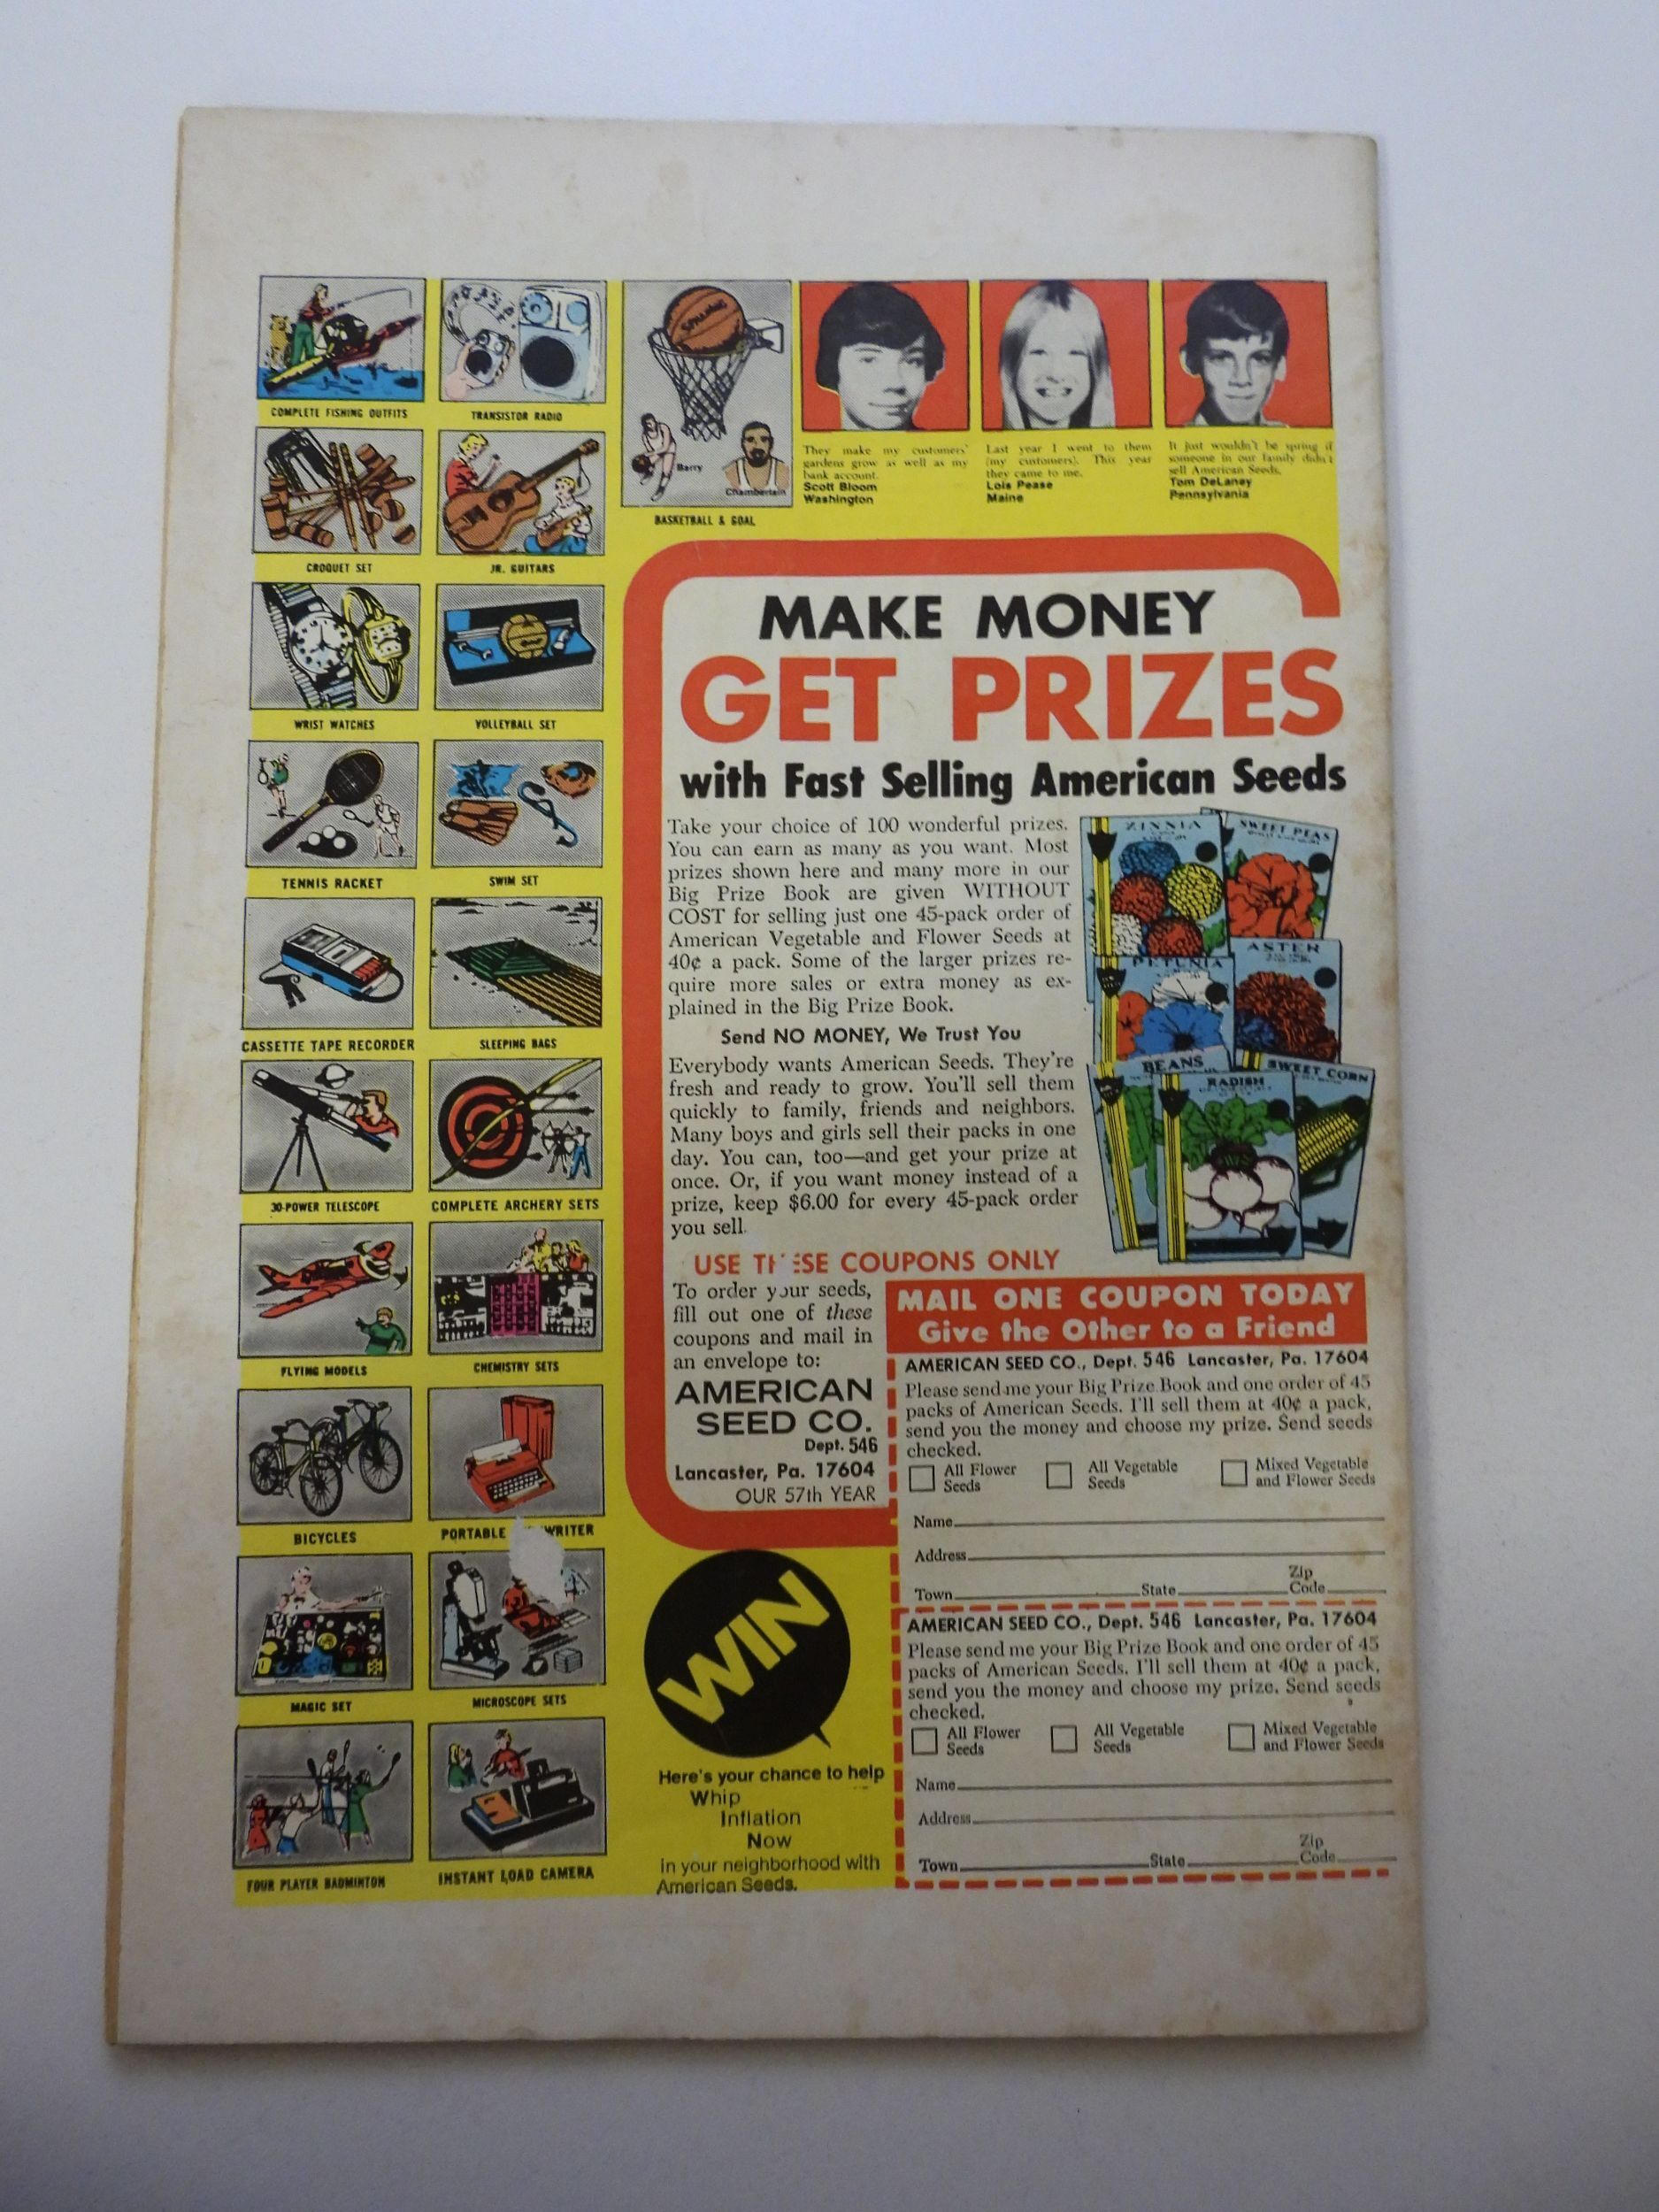 COMPLETE FISHING OUTFITS
TRANSISTOR RADIO
CROQUET SET
JR. GUITARS
WRIST WATCHES
VOLLEYBALL SET
TENNIS RACKET
SWIM SET
CASSETTE TAPE RECORDER
SLEEPING BAGS
30-POWER TELESCOPE
COMPLETE ARCHERY SETS
FLYING MODELS
CHEMISTRY SETS
BICYCLES
PORTABLE WRITER
MAGIC SET
MICROSCOPE SETS
FOUR PLAYER BADMINTON
INSTANT LOAD CAMERA
SPALDING
Barry
Chamberlain
BASKETBALL & GOAL
They make my customers'
gardens grow as well as my
bank account.
Scott Bloom
Washington
Last year I went to them
(my customers). This year
they came to me.
Lois Pease
Maine
It just wouldn't be spring if
someone in our family didn't
sell American Seeds.
Tom DeLaney
Pennsylvania
MAKE MONEY
GET PRIZES
with Fast Selling American Seeds
Take your choice of 100 wonderful prizes.
You can earn as many as you want. Most
prizes shown here and many more in our
Big Prize Book are given WITHOUT
COST for selling just one 45-pack order of
American Vegetable and Flower Seeds at
40¢ a pack. Some of the larger prizes re-
quire more sales or extra money as ex-
plained in the Big Prize Book.
Send NO MONEY, We Trust You
Everybody wants American Seeds. They're
fresh and ready to grow. You'll sell them
quickly to family, friends and neighbors.
Many boys and girls sell their packs in one
day. You can, too—and get your prize at
once. Or, if you want money instead of a
prize, keep $6.00 for every 45-pack order
you sell.
ZINNIA
SWEET PEAS
PETUNIA
ASTER
BEANS
RADISH
SWEET CORN
USE THESE COUPONS ONLY
To order your seeds,
fill out one of these
coupons and mail in
an envelope to:
AMERICAN
SEED CO.
Dept. 546
Lancaster, Pa. 17604
OUR 57th YEAR
MAIL ONE COUPON TODAY
Give the Other to a Friend
AMERICAN SEED CO., Dept. 546 Lancaster, Pa. 17604
Please send me your Big Prize Book and one order of 45
packs of American Seeds. I'll sell them at 40¢ a pack,
send you the money and choose my prize. Send seeds
checked.
All Flower Seeds
All Vegetable Seeds
Mixed Vegetable and Flower Seeds
Name
Address
Town State Zip Code
AMERICAN SEED CO., Dept. 546 Lancaster, Pa. 17604
Please send me your Big Prize Book and one order of 45
packs of American Seeds. I'll sell them at 40¢ a pack,
send you the money and choose my prize. Send seeds
checked.
All Flower Seeds
All Vegetable Seeds
Mixed Vegetable and Flower Seeds
Name
Address
Town State Zip Code
WIN
Here's your chance to help
Whip
Inflation
Now
in your neighborhood with
American Seeds.